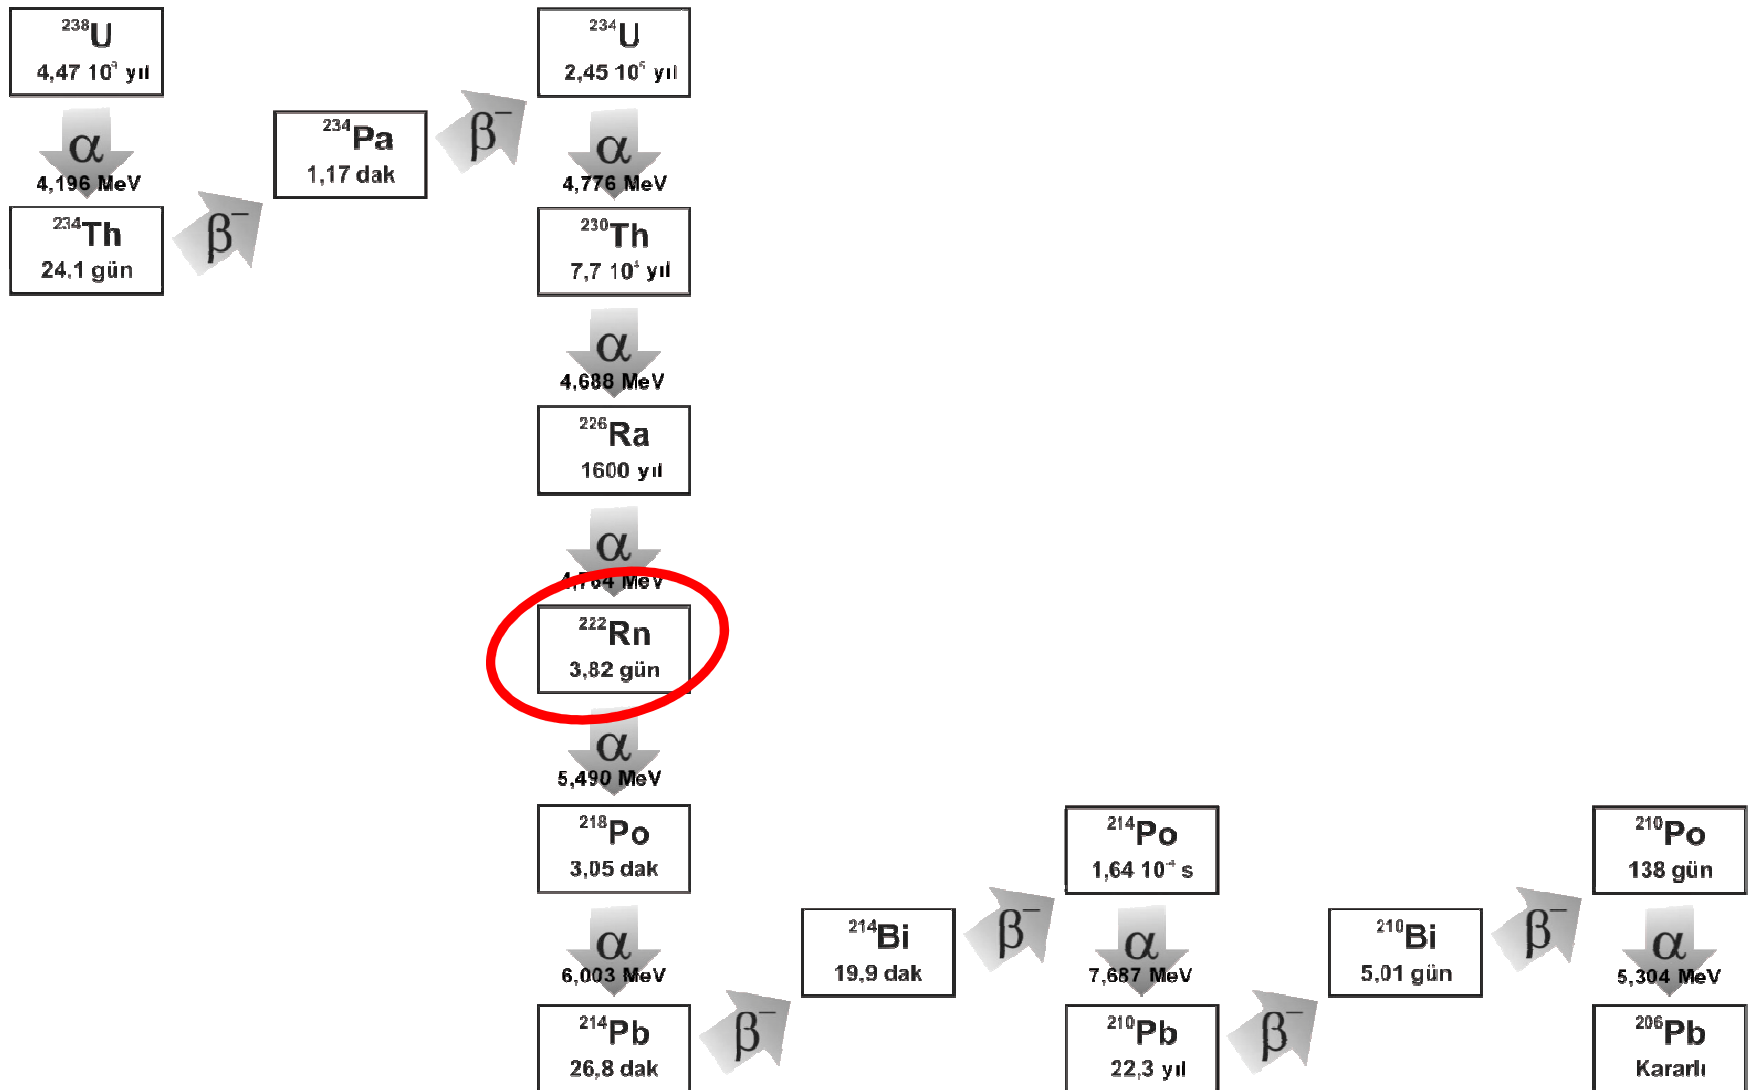 ²³⁸U
4,47 10⁹ yıl
α
4,196 MeV
²³⁴Th
24,1 gün
β⁻
²³⁴Pa
1,17 dak
β⁻
²³⁴U
2,45 10⁵ yıl
α
4,776 MeV
²³⁰Th
7,7 10⁴ yıl
α
4,688 MeV
²²⁶Ra
1600 yıl
α
4,784 MeV
²²²Rn
3,82 gün
α
5,490 MeV
²¹⁸Po
3,05 dak
α
6,003 MeV
²¹⁴Pb
26,8 dak
β⁻
²¹⁴Bi
19,9 dak
β⁻
²¹⁴Po
1,64 10⁻⁴ s
α
7,687 MeV
²¹⁰Pb
22,3 yıl
β⁻
²¹⁰Bi
5,01 gün
β⁻
²¹⁰Po
138 gün
α
5,304 MeV
²⁰⁶Pb
Kararlı